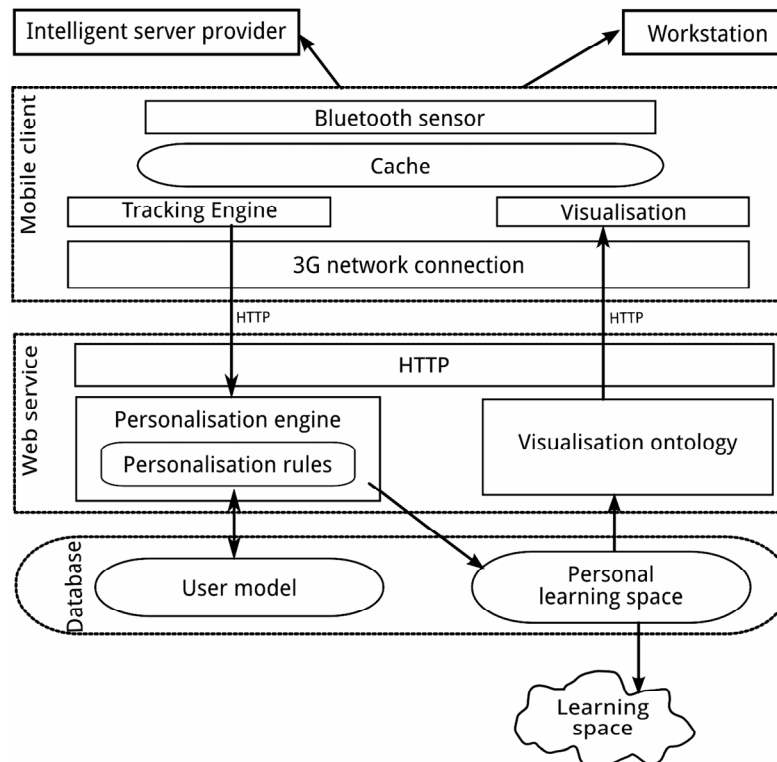 Intelligent server provider
Workstation
Mobile client
Bluetooth sensor
Cache
Tracking Engine
Visualisation
3G network connection
HTTP
HTTP
Web service
HTTP
Personalisation engine
Personalisation rules
Visualisation ontology
Database
User model
Personal
learning space
Learning
space